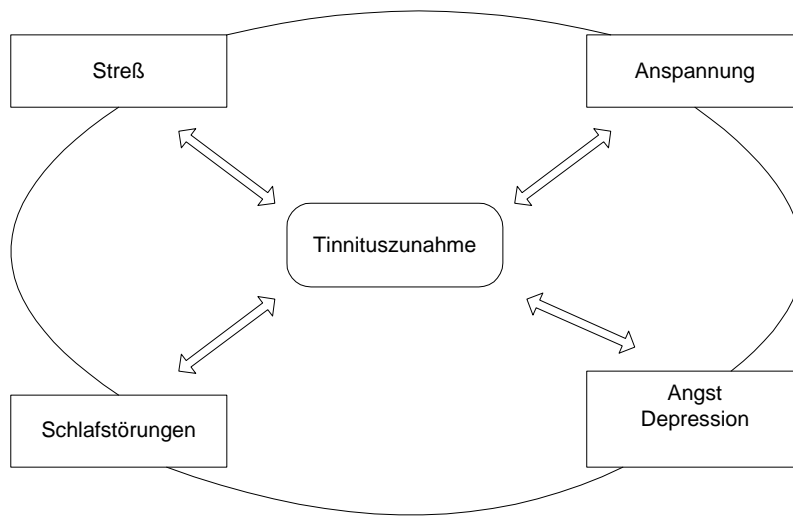 Streß
Anspannung
Tinnituszunahme
Schlafstörungen
Angst
Depression